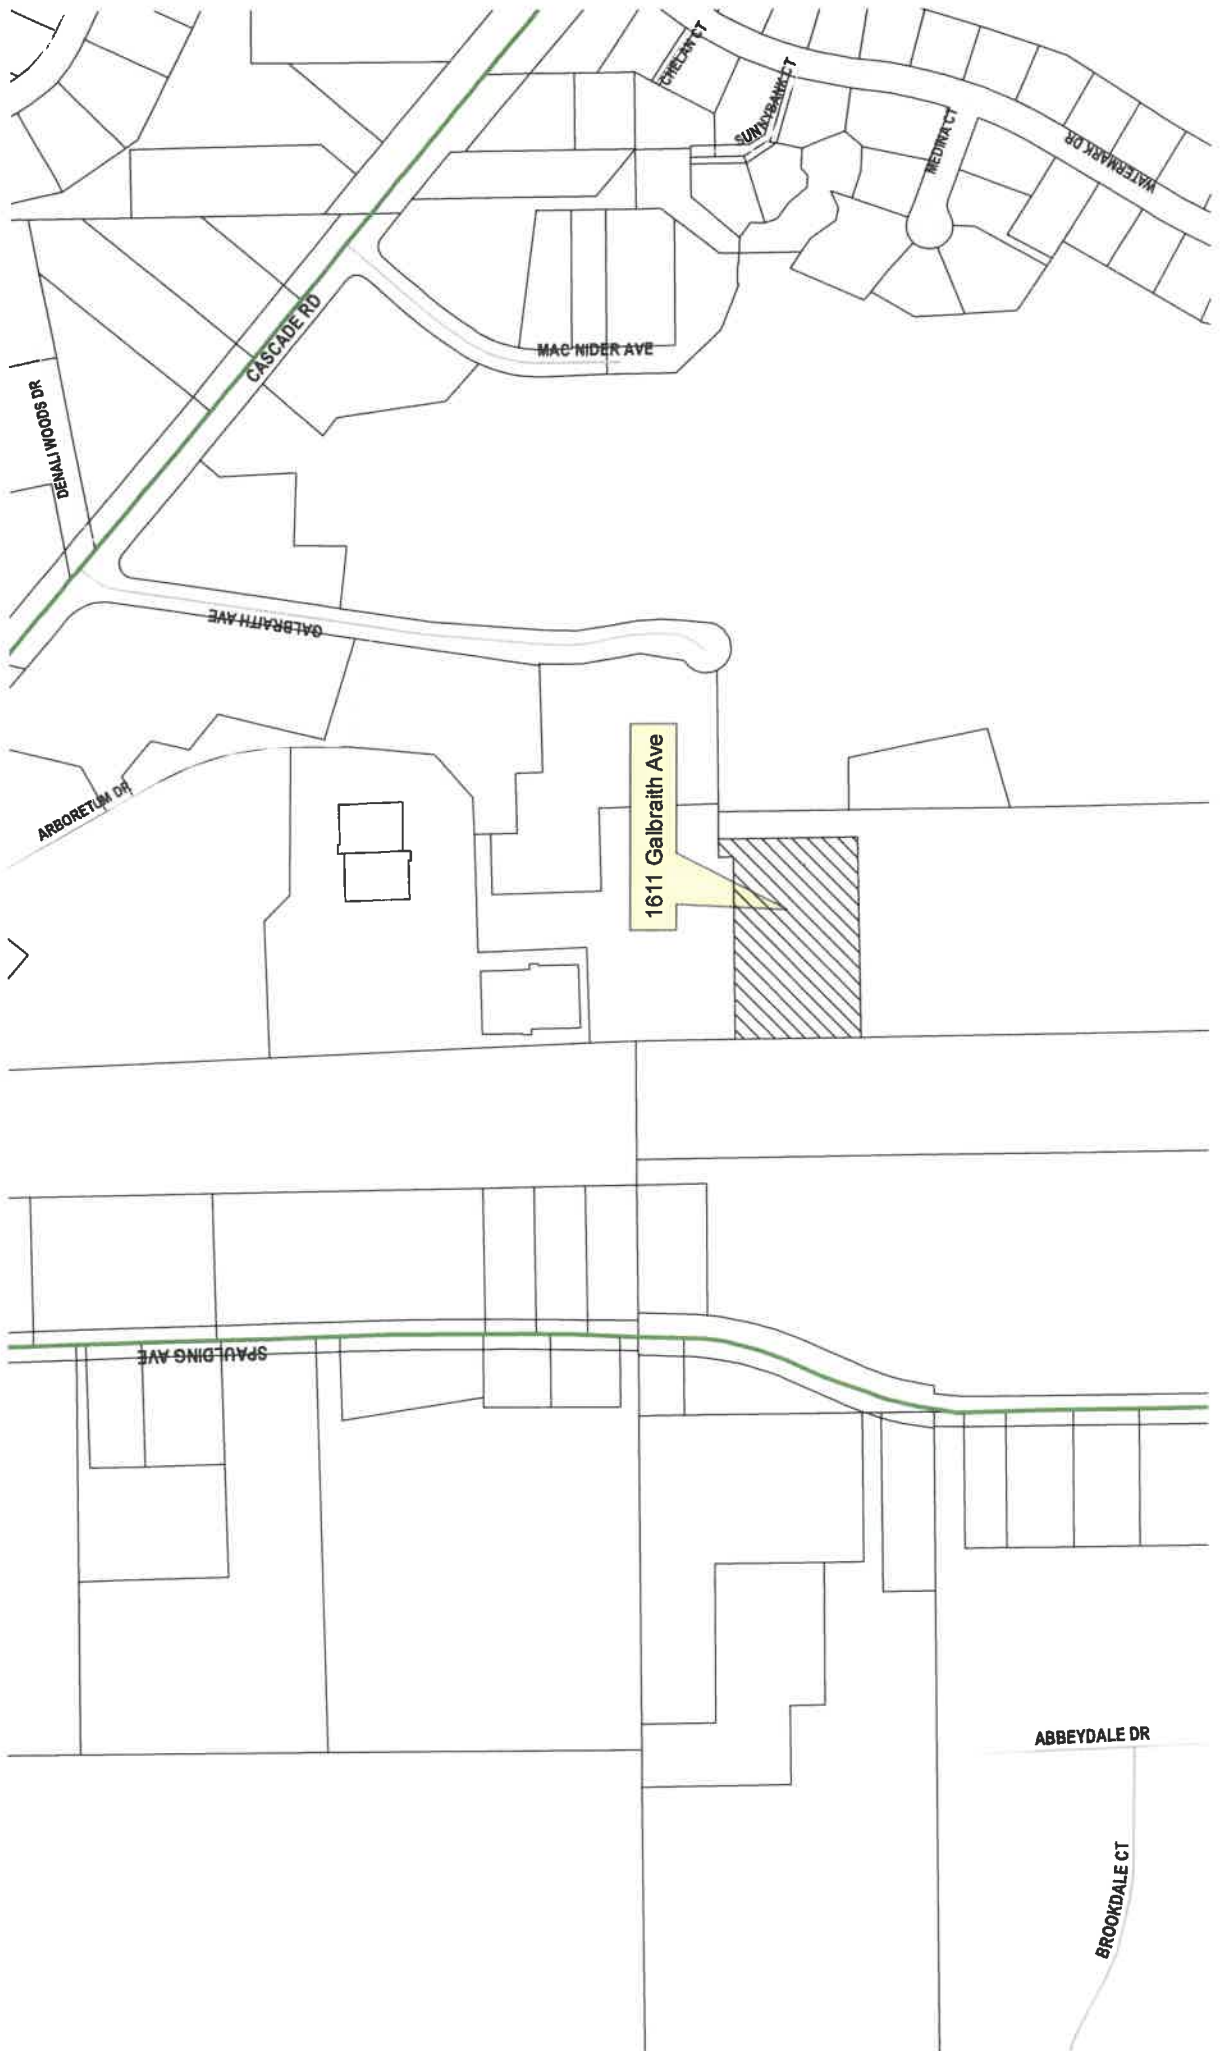 CHELAN CT
SUNNYBANK CT
MEDINA CT
WATERMARK DR
CASCADE RD
MAC NIDER AVE
DENALI WOODS DR
GALBRAITH AVE
ARBORETUM DR
1611 Galbraith Ave
SPAULDING AVE
ABBEYDALE DR
BROOKDALE CT